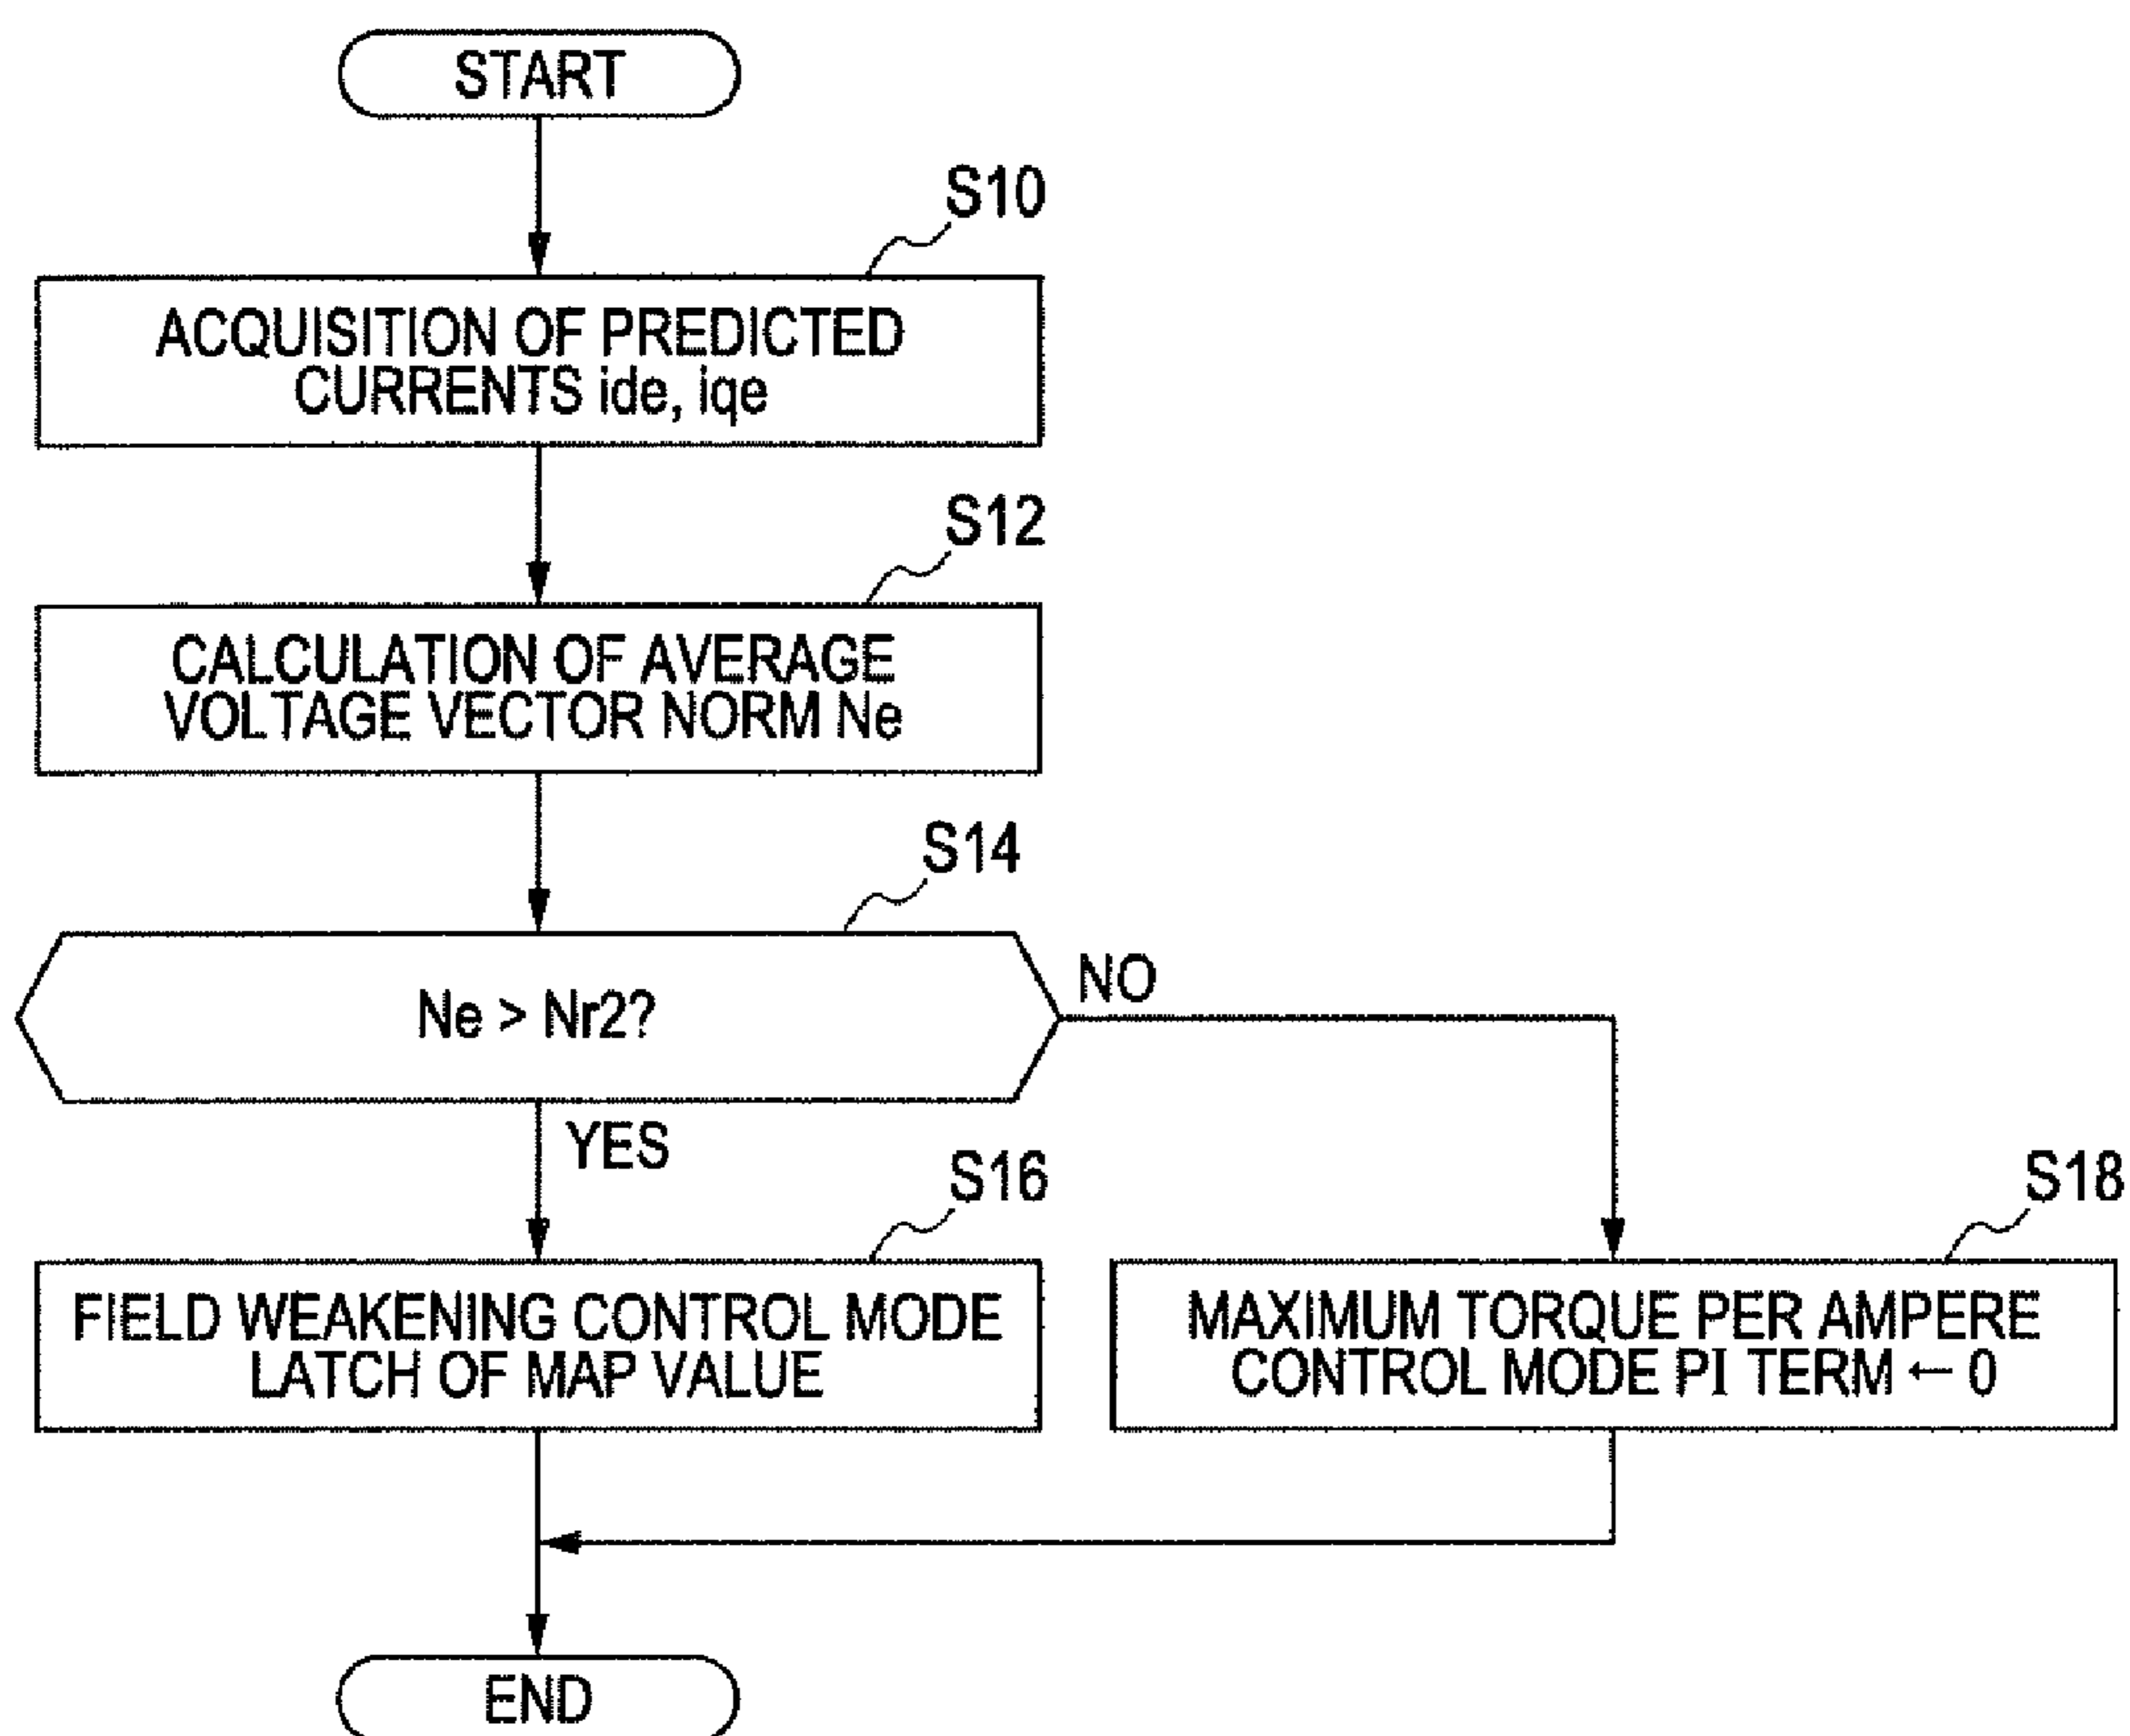 START
S10
ACQUISITION OF PREDICTED
CURRENTS ide, iqe
S12
CALCULATION OF AVERAGE
VOLTAGE VECTOR NORM Ne
S14
Ne > Nr2?
NO
YES
S16
FIELD WEAKENING CONTROL MODE
LATCH OF MAP VALUE
S18
MAXIMUM TORQUE PER AMPERE
CONTROL MODE PI TERM ← 0
END